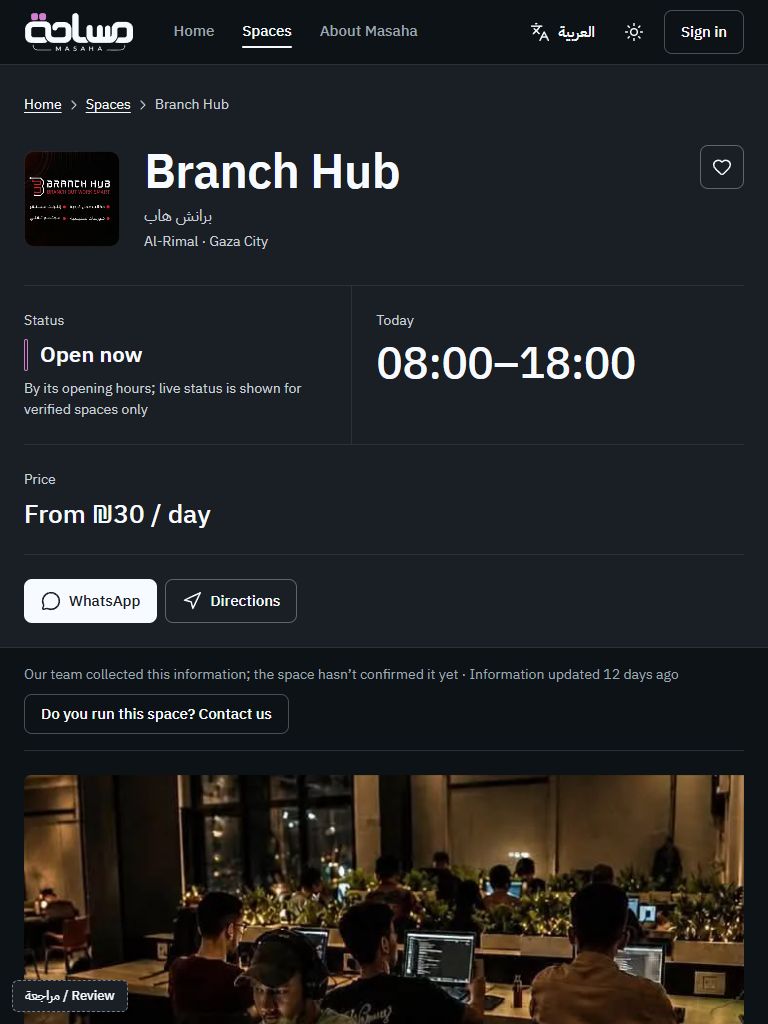 مساحة
MASAHA
Home
Spaces
About Masaha
العربية
Sign in
Home > Spaces > Branch Hub
BRANCH HUB
Branch Hub
برانش هاب
Al-Rimal · Gaza City
Status
Open now
By its opening hours; live status is shown for
verified spaces only
Today
08:00–18:00
Price
From ₪30 / day
WhatsApp
Directions
Our team collected this information; the space hasn’t confirmed it yet · Information updated 12 days ago
Do you run this space? Contact us
مراجعة / Review